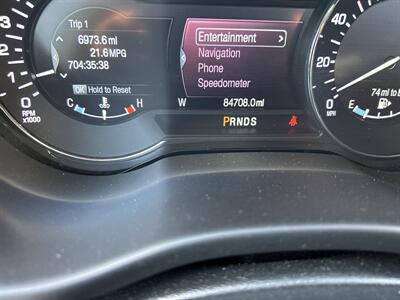 Trip 1
6973.6 mi
21.6 MPG
704:35:38
OK Hold to Reset
C H
3
2
1
0
RPM
x1000
Entertainment >
Navigation
Phone
Speedometer
W 84708.0 mi
PRNDS
40
20
0
MPH
74 mi to
E